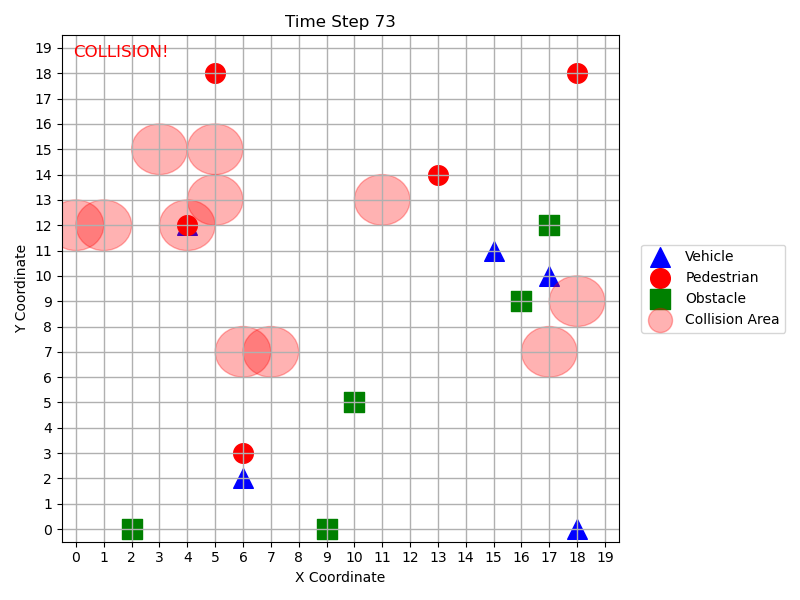 Time Step 73
COLLISION!
19
18
17
16
15
14
13
12
11
10
9
8
7
6
5
4
3
2
1
0
Y Coordinate
0 1 2 3 4 5 6 7 8 9 10 11 12 13 14 15 16 17 18 19
X Coordinate
Vehicle
Pedestrian
Obstacle
Collision Area